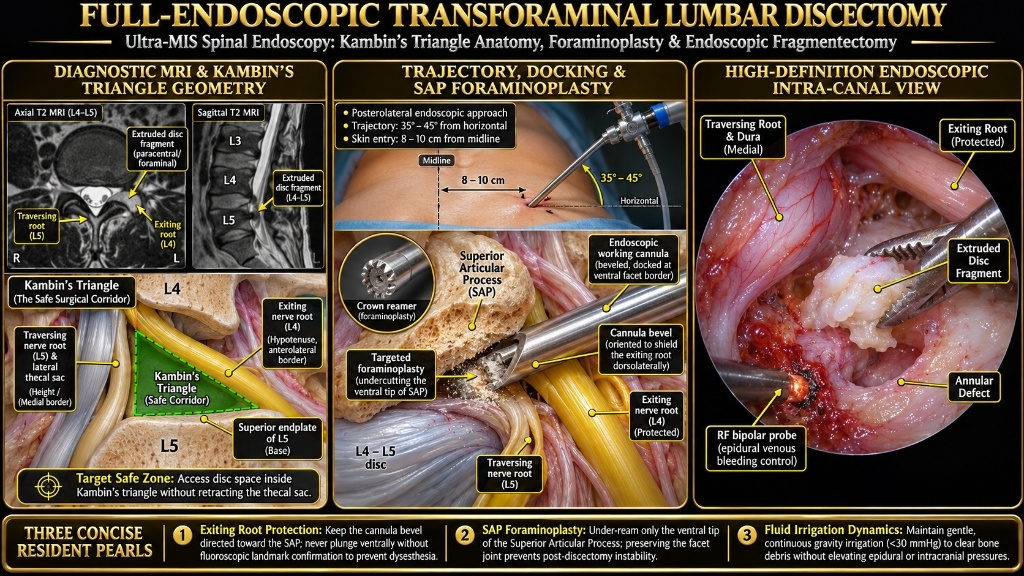 FULL-ENDOSCOPIC TRANSFORAMINAL LUMBAR DISCECTOMY
Ultra-MIS Spinal Endoscopy: Kambin's Triangle Anatomy, Foraminoplasty & Endoscopic Fragmentectomy
DIAGNOSTIC MRI & KAMBIN'S
TRIANGLE GEOMETRY
Axial T2 MRI (L4–L5)
Extruded disc
fragment
(paracentral/
foraminal)
Traversing
root
(L5)
Exiting
root
(L4)
R
L
Sagittal T2 MRI
L3
L4
L5
Extruded
disc fragment
(L4–L5)
Kambin's Triangle
(The Safe Surgical Corridor)
L4
Exiting
nerve root
(L4)
(Hypotenuse,
anterolateral
border)
Traversing
nerve root
(L5) &
lateral
thecal sac
(Height /
Medial border)
Kambin's
Triangle
(Safe Corridor)
L5
Superior endplate
of L5
(Base)
Target Safe Zone: Access disc space inside
Kambin's triangle without retracting the thecal sac.
TRAJECTORY, DOCKING &
SAP FORAMINOPLASTY
• Posterolateral endoscopic approach
• Trajectory: 35° – 45° from horizontal
• Skin entry: 8 – 10 cm from midline
Midline
8 – 10 cm
35° – 45°
Horizontal
Crown reamer
(foraminoplasty)
Superior
Articular
Process
(SAP)
Endoscopic
working cannula
(beveled, docked at
ventral facet border)
Cannula bevel
(oriented to shield
the exiting root
dorsolaterally)
Targeted
foraminoplasty
(undercutting the
ventral tip of SAP)
Exiting
nerve root
(L4)
(Protected)
L4 – L5
disc
Traversing
nerve root
(L5)
HIGH-DEFINITION ENDOSCOPIC
INTRA-CANAL VIEW
Traversing Root
& Dura
(Medial)
Exiting Root
(Protected)
Extruded
Disc
Fragment
Annular
Defect
RF bipolar probe
(epidural venous
bleeding control)
THREE CONCISE
RESIDENT PEARLS
1 Exiting Root Protection: Keep the cannula bevel
directed toward the SAP; never plunge ventrally without
fluoroscopic landmark confirmation to prevent dysesthesia.
2 SAP Foraminoplasty: Under-ream only the ventral tip
of the Superior Articular Process; preserving the facet
joint prevents post-discectomy instability.
3 Fluid Irrigation Dynamics: Maintain gentle,
continuous gravity irrigation (<30 mmHg) to clear bone
debris without elevating epidural or intracranial pressures.